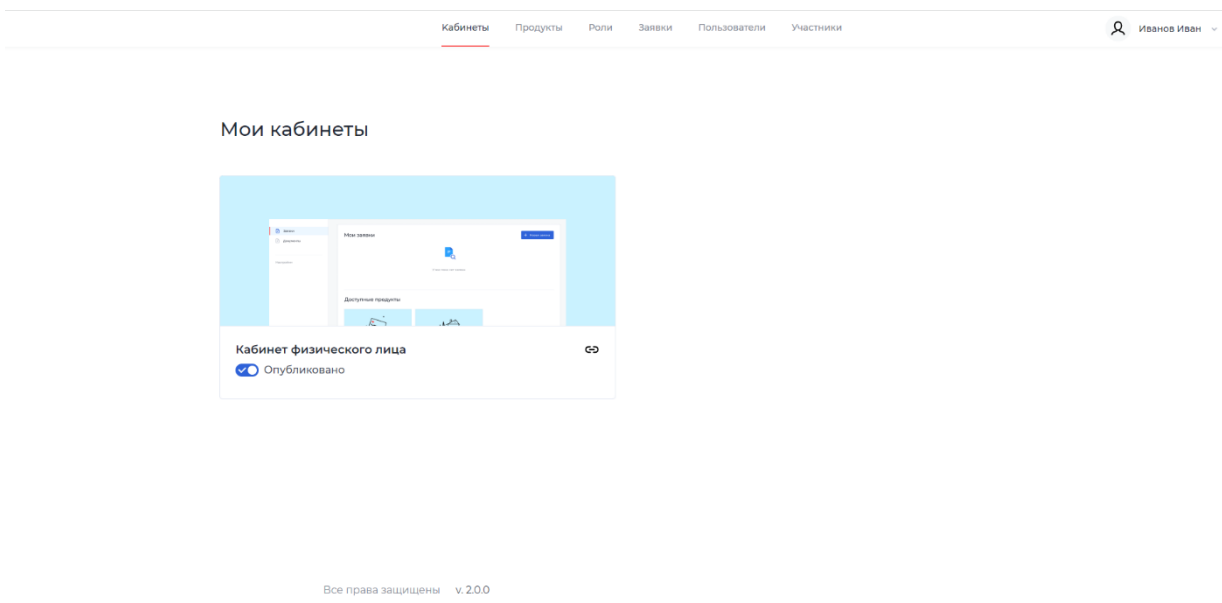 Кабинеты Продукты Роли Заявки Пользователи Участники Иванов Иван
Мои кабинеты
Мои заявки
Доступные продукты
Кабинет физического лица
Опубликовано
Все права защищены v. 2.0.0